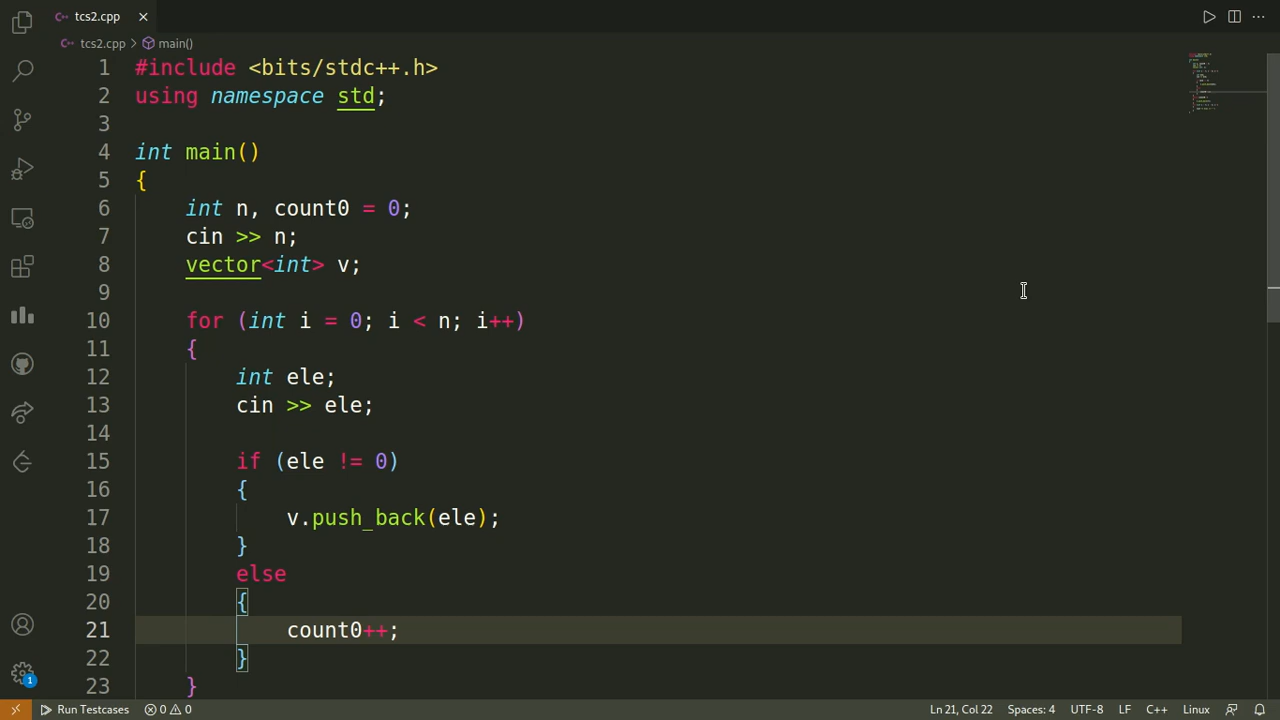 tcs2.cpp
tcs2.cpp > main()
1 #include <bits/stdc++.h>
2 using namespace std;
3
4 int main()
5 {
6     int n, count0 = 0;
7     cin >> n;
8     vector<int> v;
9
10     for (int i = 0; i < n; i++)
11     {
12         int ele;
13         cin >> ele;
14
15         if (ele != 0)
16         {
17             v.push_back(ele);
18         }
19         else
20         {
21             count0++;
22         }
23     }
1
Run Testcases 0 0 Ln 21, Col 22 Spaces: 4 UTF-8 LF C++ Linux